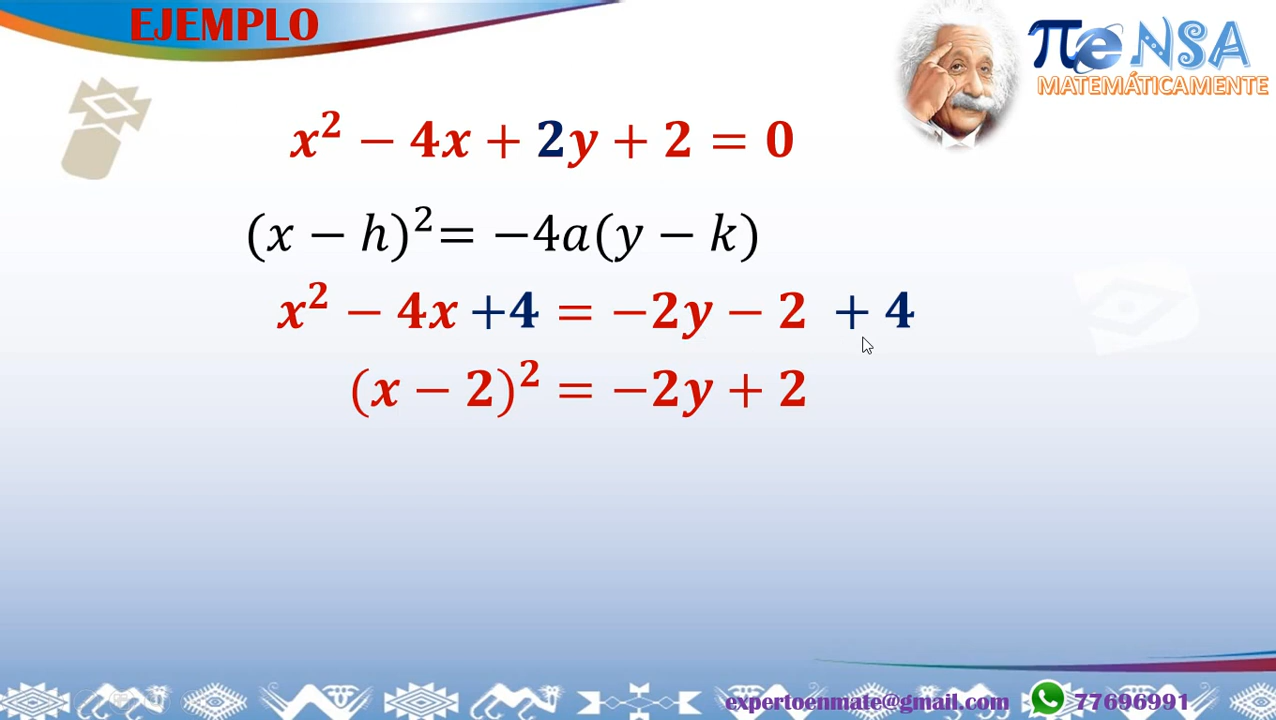 EJEMPLO
πeNSA
MATEMÁTICAMENTE
x² − 4x + 2y + 2 = 0
(x − h)² = −4a(y − k)
x² − 4x +4 = −2y − 2 + 4
(x − 2)² = −2y + 2
expertoenmate@gmail.com 77696991